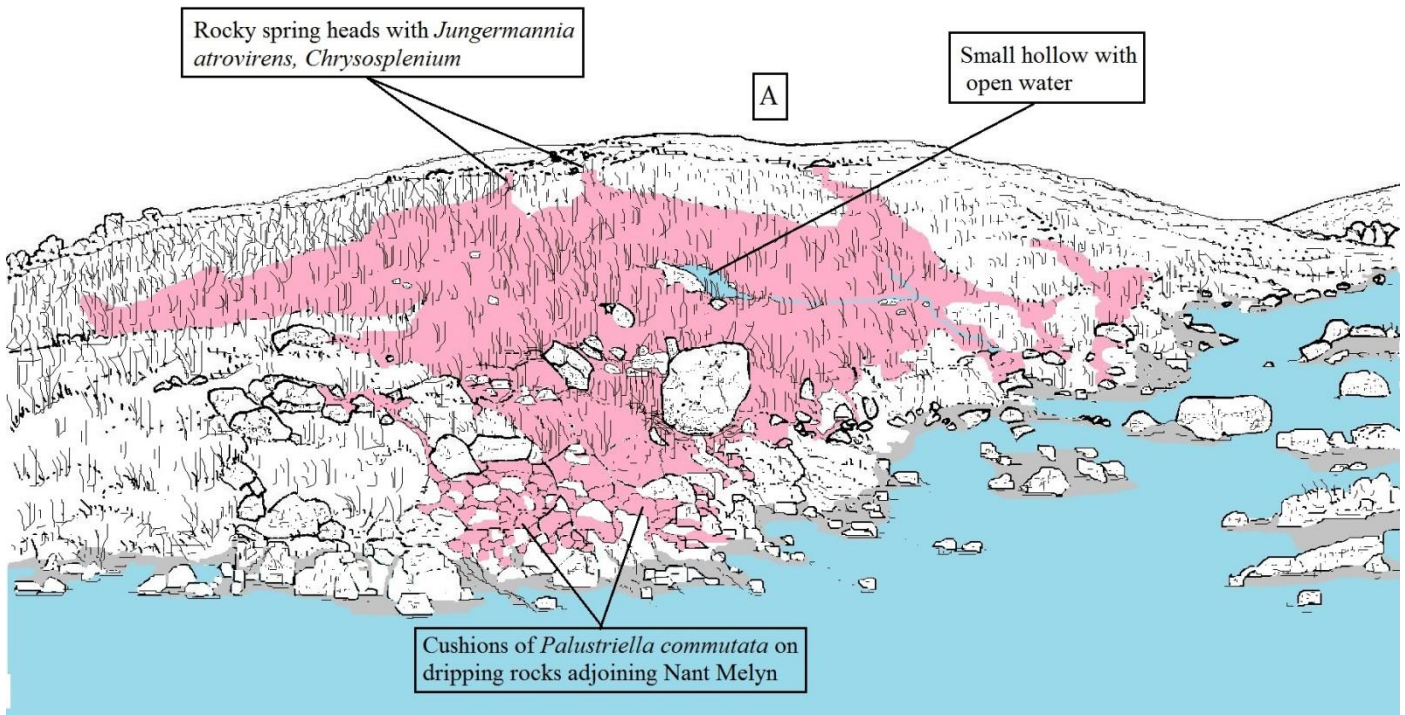 Rocky spring heads with Jungermannia
atrovirens, Chrysosplenium
A
Small hollow with
open water
Cushions of Palustriella commutata on
dripping rocks adjoining Nant Melyn